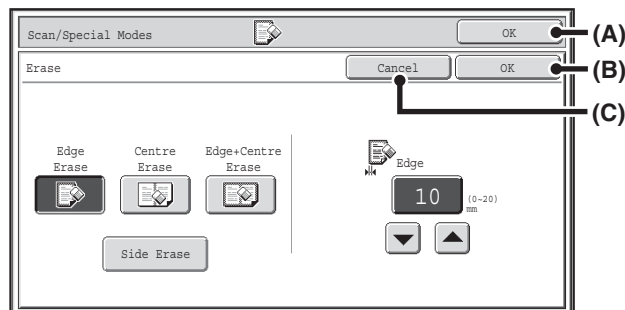 Scan/Special Modes
OK
(A)
Erase
Cancel
OK
(B)
(C)
Edge
Erase
Centre
Erase
Edge+Centre
Erase
Edge
10
(0~20)
mm
Side Erase